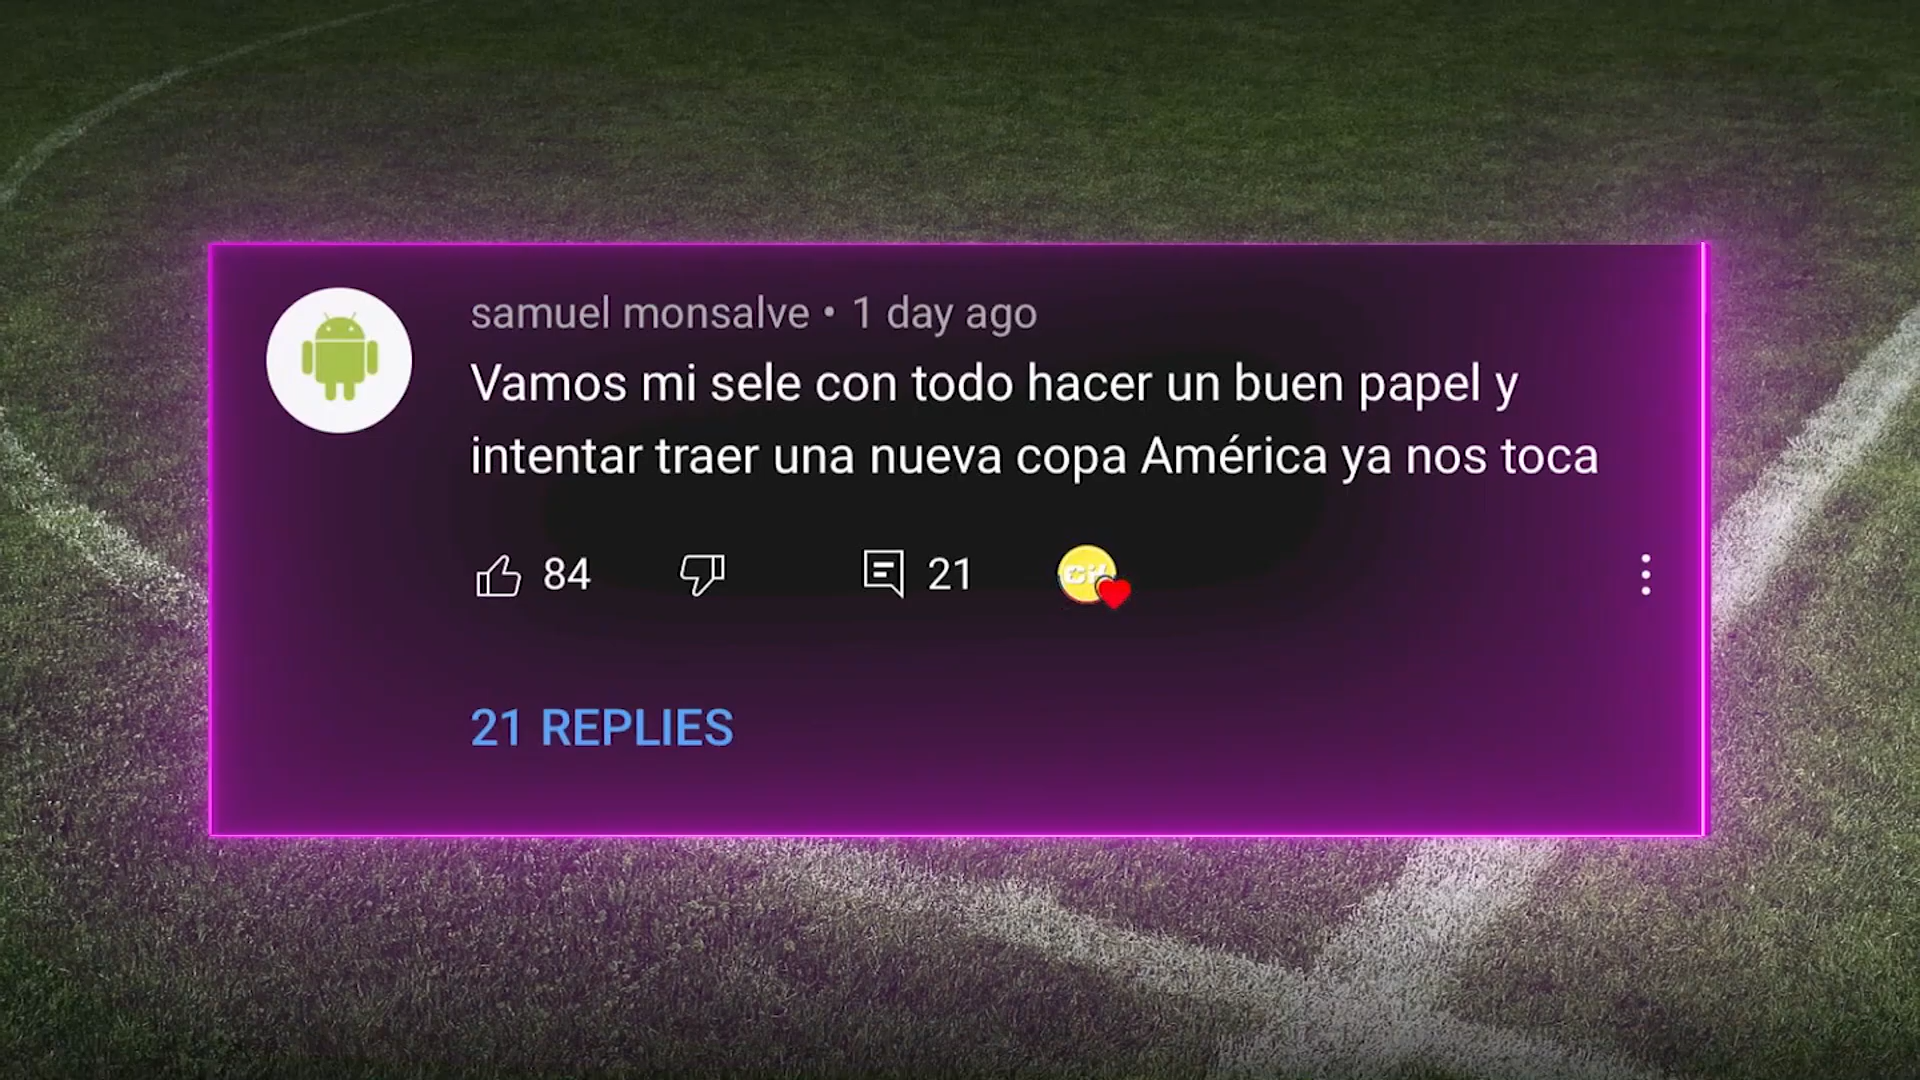 samuel monsalve • 1 day ago
Vamos mi sele con todo hacer un buen papel y
intentar traer una nueva copa América ya nos toca
84
21
21 REPLIES